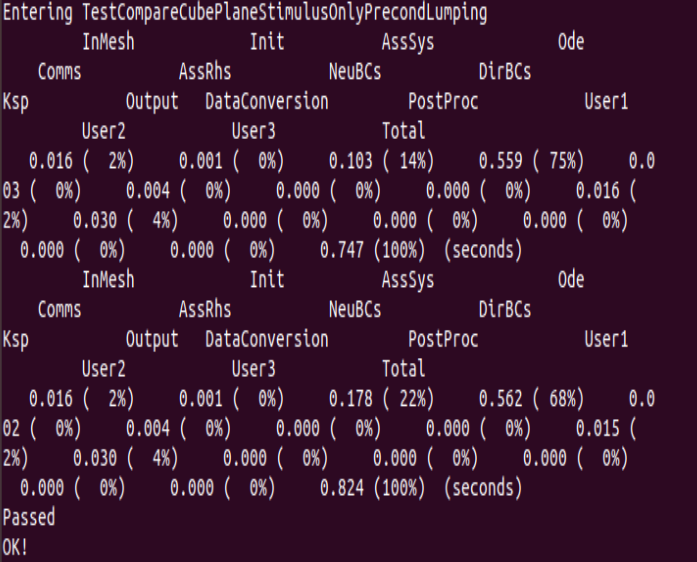 Entering TestCompareCubePlaneStimulusOnlyPrecondLumping
InMesh Init AssSys Ode
Comms AssRhs NeuBCs DirBCs
Ksp Output DataConversion PostProc User1
User2 User3 Total
0.016 ( 2%) 0.001 ( 0%) 0.103 ( 14%) 0.559 ( 75%) 0.0
03 ( 0%) 0.004 ( 0%) 0.000 ( 0%) 0.000 ( 0%) 0.016 (
2%) 0.030 ( 4%) 0.000 ( 0%) 0.000 ( 0%) 0.000 ( 0%)
0.000 ( 0%) 0.000 ( 0%) 0.747 (100%) (seconds)
InMesh Init AssSys Ode
Comms AssRhs NeuBCs DirBCs
Ksp Output DataConversion PostProc User1
User2 User3 Total
0.016 ( 2%) 0.001 ( 0%) 0.178 ( 22%) 0.562 ( 68%) 0.0
02 ( 0%) 0.004 ( 0%) 0.000 ( 0%) 0.000 ( 0%) 0.015 (
2%) 0.030 ( 4%) 0.000 ( 0%) 0.000 ( 0%) 0.000 ( 0%)
0.000 ( 0%) 0.000 ( 0%) 0.824 (100%) (seconds)
Passed
OK!